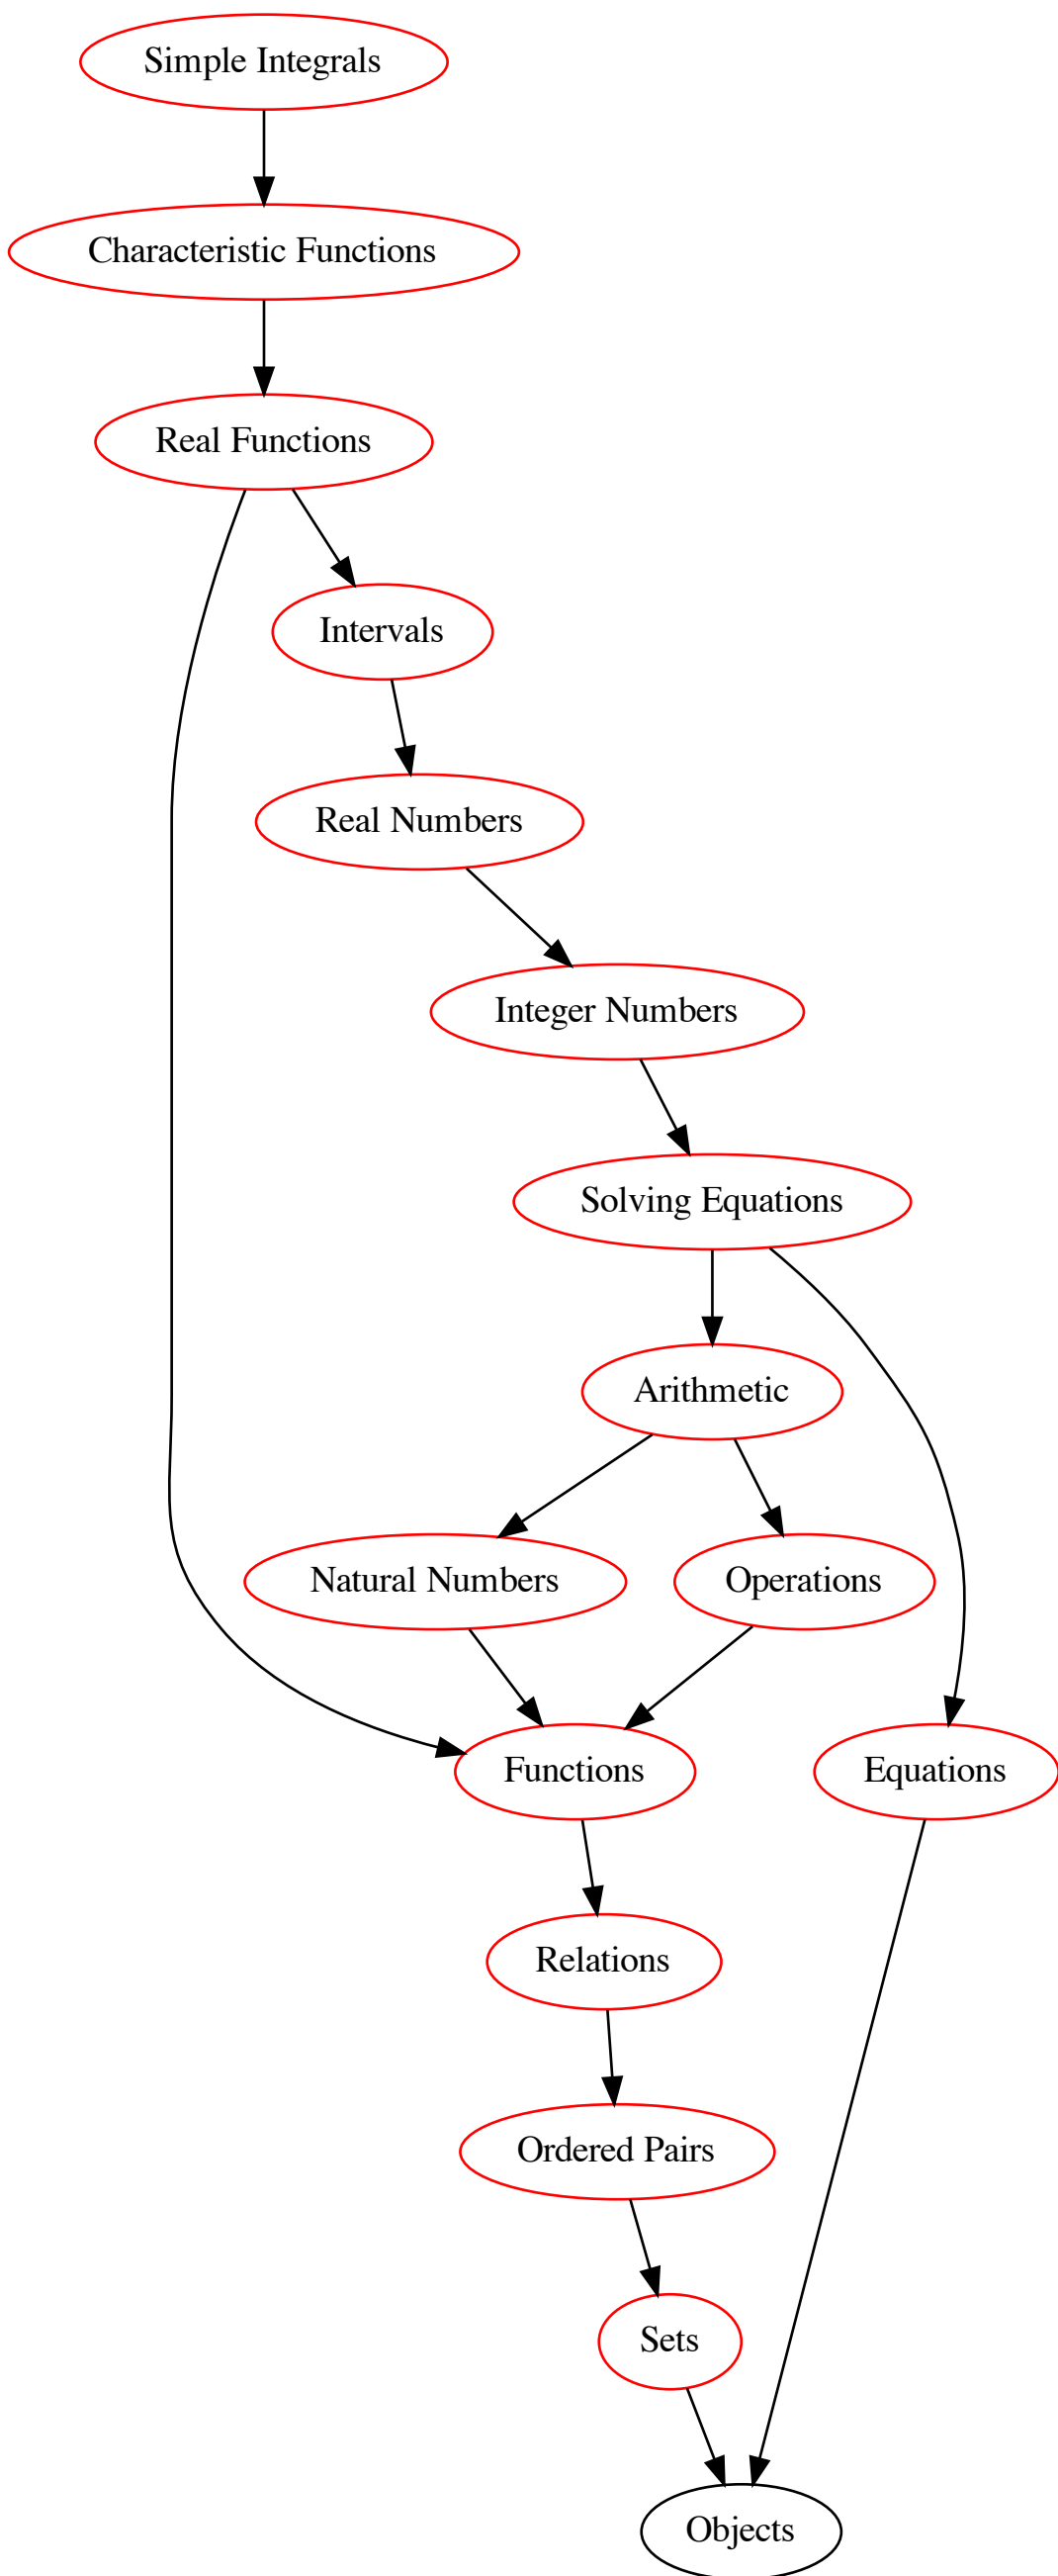 Simple Integrals
Characteristic Functions
Real Functions
Intervals
Real Numbers
Integer Numbers
Solving Equations
Arithmetic
Natural Numbers
Operations
Functions
Equations
Relations
Ordered Pairs
Sets
Objects